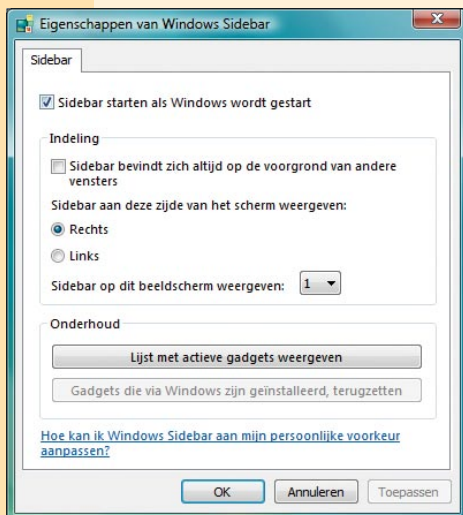 Eigenschappen van Windows Sidebar
Sidebar
Sidebar starten als Windows wordt gestart
Indeling
Sidebar bevindt zich altijd op de voorgrond van andere
vensters
Sidebar aan deze zijde van het scherm weergeven:
Rechts
Links
Sidebar op dit beeldscherm weergeven: 1
Onderhoud
Lijst met actieve gadgets weergeven
Gadgets die via Windows zijn geïnstalleerd, terugzetten
Hoe kan ik Windows Sidebar aan mijn persoonlijke voorkeur
aanpassen?
OK Annuleren Toepassen